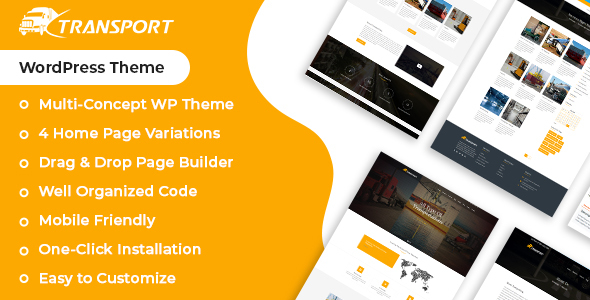 TRANSPORT
WordPress Theme
Multi-Concept WP Theme
4 Home Page Variations
Drag & Drop Page Builder
Well Organized Code
Mobile Friendly
One-Click Installation
Easy to Customize